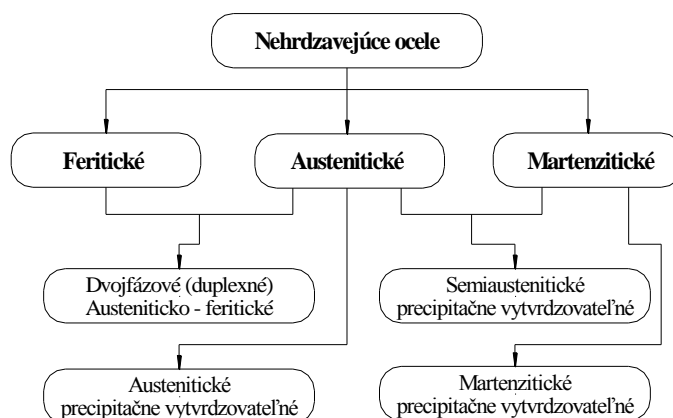 Nehrdzavejúce ocele
Feritické
Austenitické
Martenzitické
Dvojfázové (duplexné)
Austeniticko - feritické
Semiaustenitické
precipitačne vytvrdzovateľné
Austenitické
precipitačne vytvrdzovateľné
Martenzitické
precipitačne vytvrdzovateľné